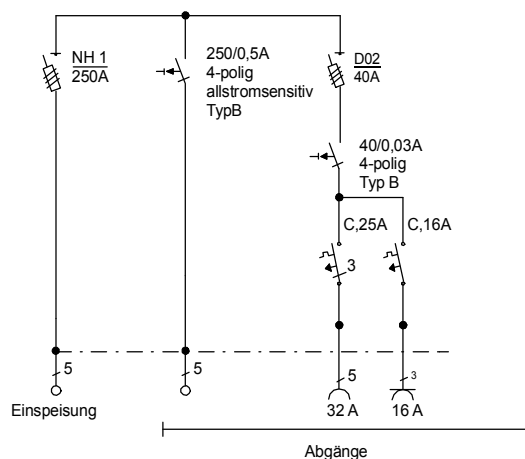 NH 1
250A
250/0,5A
4-polig
allstromsensitiv
TypB
D02
40A
40/0,03A
4-polig
Typ B
C,25A
C,16A
3
5
5
5
3
Einspeisung
32 A
16 A
Abgänge